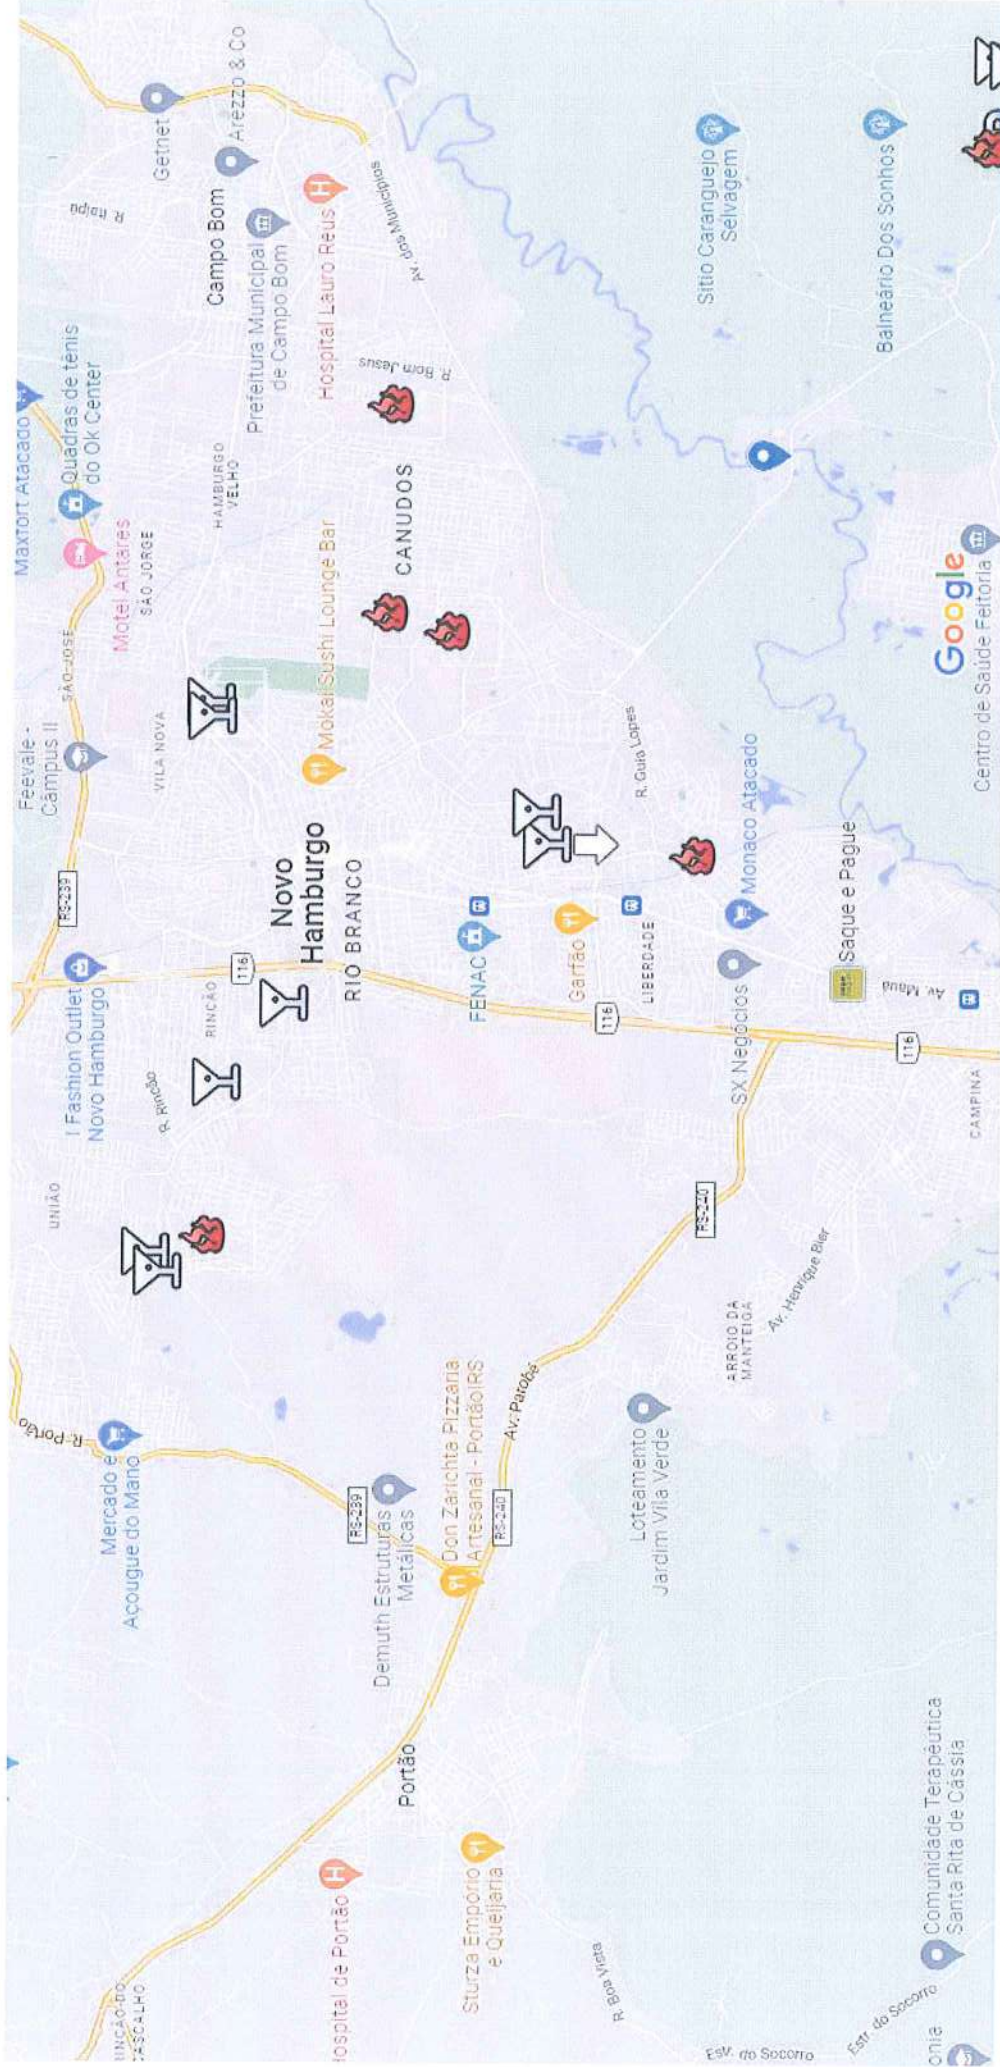 Maxfort Atacado
Feevale -
Câmpus II
R. Portão
UNIÃO
SÃO JOSÉ
RS-239
Quadras de tênis
do Ok Center
I Fashion Outlet
Novo Hamburgo
R. Itaipú
Mercado e
Açougue do Mano
Motel Antares
SÃO JORGE
Getnet
VILA NOVA
R. Rincão
RINCÃO
Campo Bom
Arezzo & Co
HAMBURGO
VELHO
116
Prefeitura Municipal
de Campo Bom
Novo
Hamburgo
Mokai Sushi Lounge Bar
Hospital Lauro Reus
Hospital de Portão
RIO BRANCO
RS-239
Demuth Estruturas
Metálicas
Portão
CANUDOS
R. Bom Jesus
Av. dos Municípios
Don Zarichta Pizzaria
Artesanal - Portão|RS
Sturza Empório
e Queijaria
FENAC
RS-240
Av. Parobé
Garfão
116
R. Boa Vista
LIBERDADE
R. Guia Lopes
Loteamento
Jardim Vila Verde
RS-240
Sítio Caranguejo
Selvagem
SX Negócios
Monaco Atacado
ARROIO DA
MANTEIGA
Estr. do Socorro
Av. Henrique Bier
Saque e Pague
Balneário Dos Sonhos
Estr. do Socorro
116
Av. Mauá
Comunidade Terapêutica
Santa Rita de Cássia
Google
CAMPINA
Centro de Saúde Feitoria